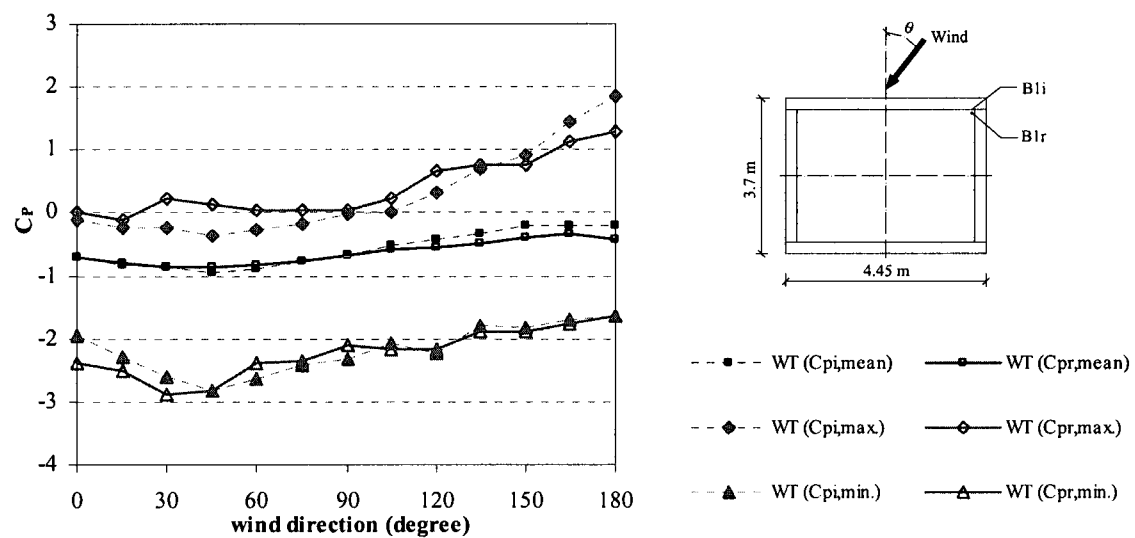 3
2
1
0
-1
-2
-3
-4
C_P
0 30 60 90 120 150 180
wind direction (degree)
θ
Wind
B1i
B1r
3.7 m
4.45 m
WT (Cpi,mean) WT (Cpr,mean)
WT (Cpi,max.) WT (Cpr,max.)
WT (Cpi,min.) WT (Cpr,min.)